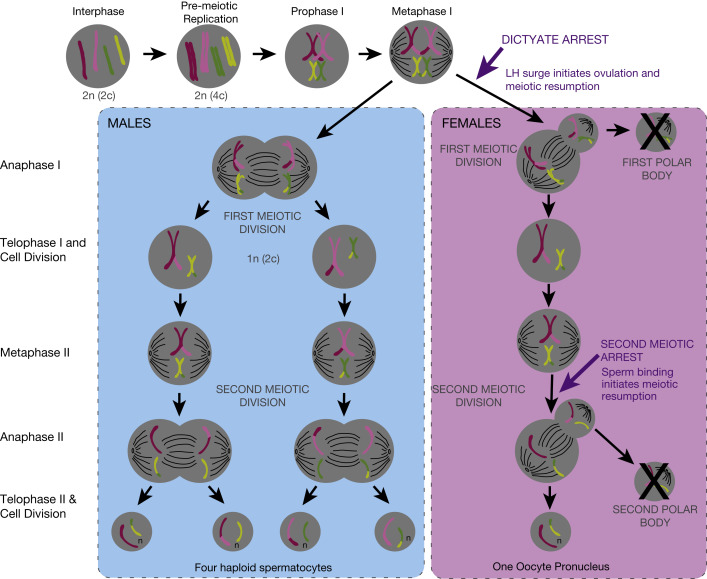 Interphase
Pre-meiotic
Replication
Prophase I
Metaphase I
2n (2c)
2n (4c)
DICTYATE ARREST
LH surge initiates ovulation and
meiotic resumption
MALES
FEMALES
Anaphase I
FIRST MEIOTIC
DIVISION
FIRST MEIOTIC
DIVISION
FIRST POLAR
BODY
Telophase I and
Cell Division
1n (2c)
Metaphase II
SECOND MEIOTIC
DIVISION
SECOND MEIOTIC
ARREST
Sperm binding
initiates meiotic
resumption
SECOND MEIOTIC
DIVISION
Anaphase II
Telophase II &
Cell Division
n
n
n
n
n
SECOND POLAR
BODY
Four haploid spermatocytes
One Oocyte Pronucleus